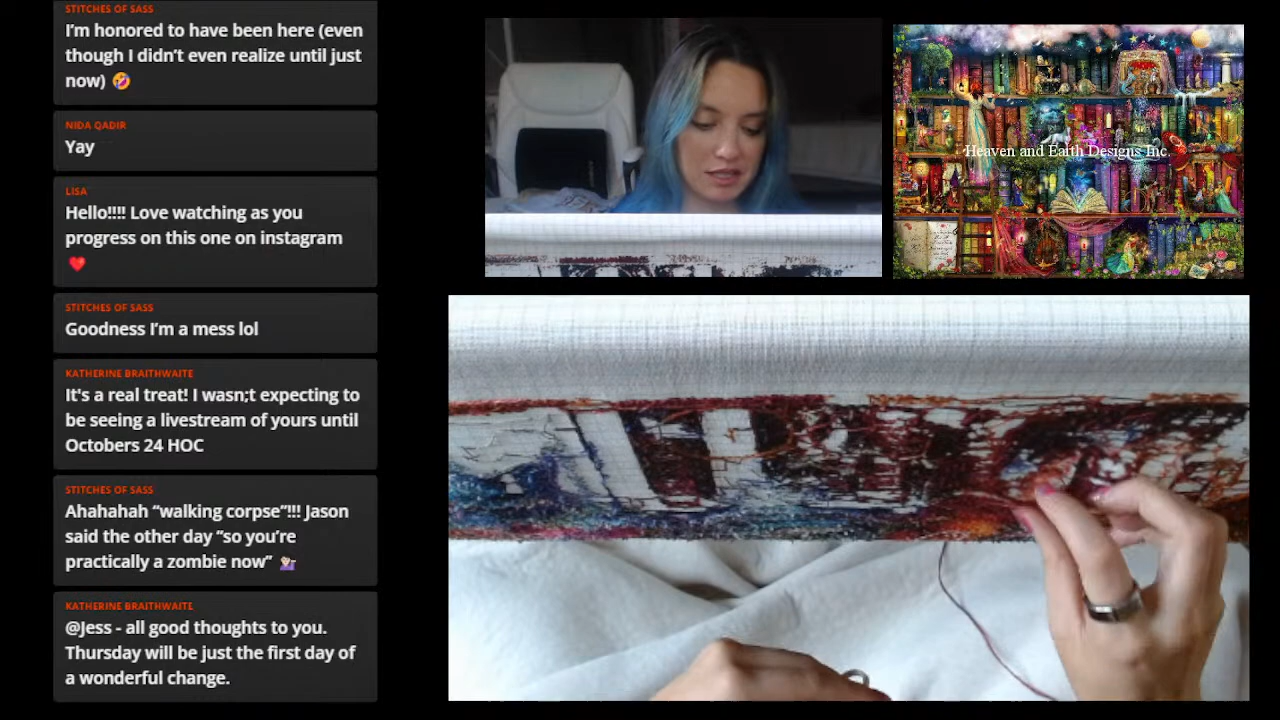 STITCHES OF SASS
I'm honored to have been here (even
though I didn't even realize until just
now) 🤣
NIDA QADIR
Yay
LISA
Hello!!!! Love watching as you
progress on this one on instagram
❤️
STITCHES OF SASS
Goodness I'm a mess lol
KATHERINE BRAITHWAITE
It's a real treat! I wasn;t expecting to
be seeing a livestream of yours until
Octobers 24 HOC
STITCHES OF SASS
Ahahahah “walking corpse”!!! Jason
said the other day “so you're
practically a zombie now” 💁🏻‍♀️
KATHERINE BRAITHWAITE
@Jess - all good thoughts to you.
Thursday will be just the first day of
a wonderful change.
Heaven and Earth Designs Inc.